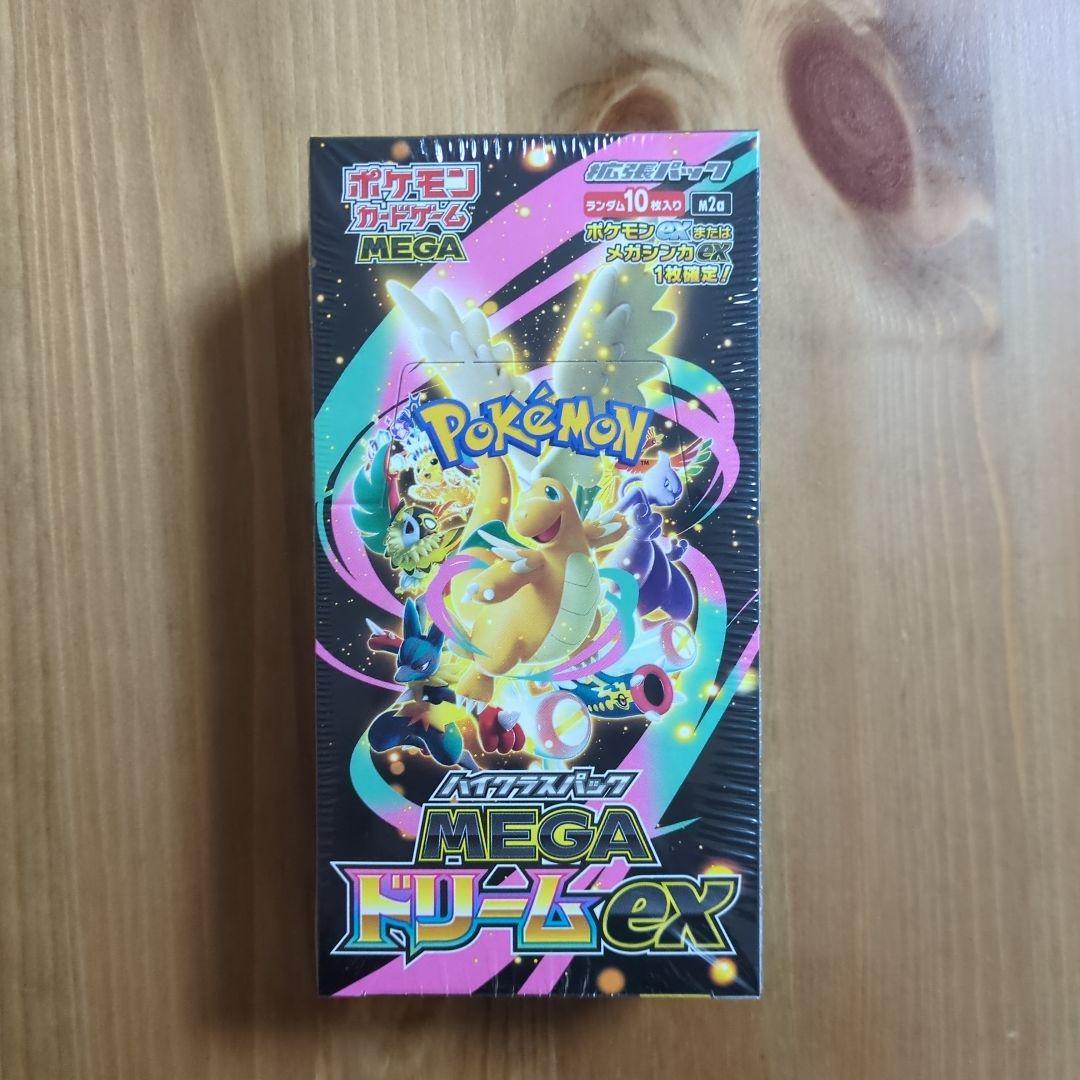 ポケモン
カードゲーム™
MEGA
拡張パック
ランダム10枚入り M2a
ポケモンexまたは
メガシンカex
1枚確定！
POKÉMON™
ハイクラスパック
MEGA
ドリームex